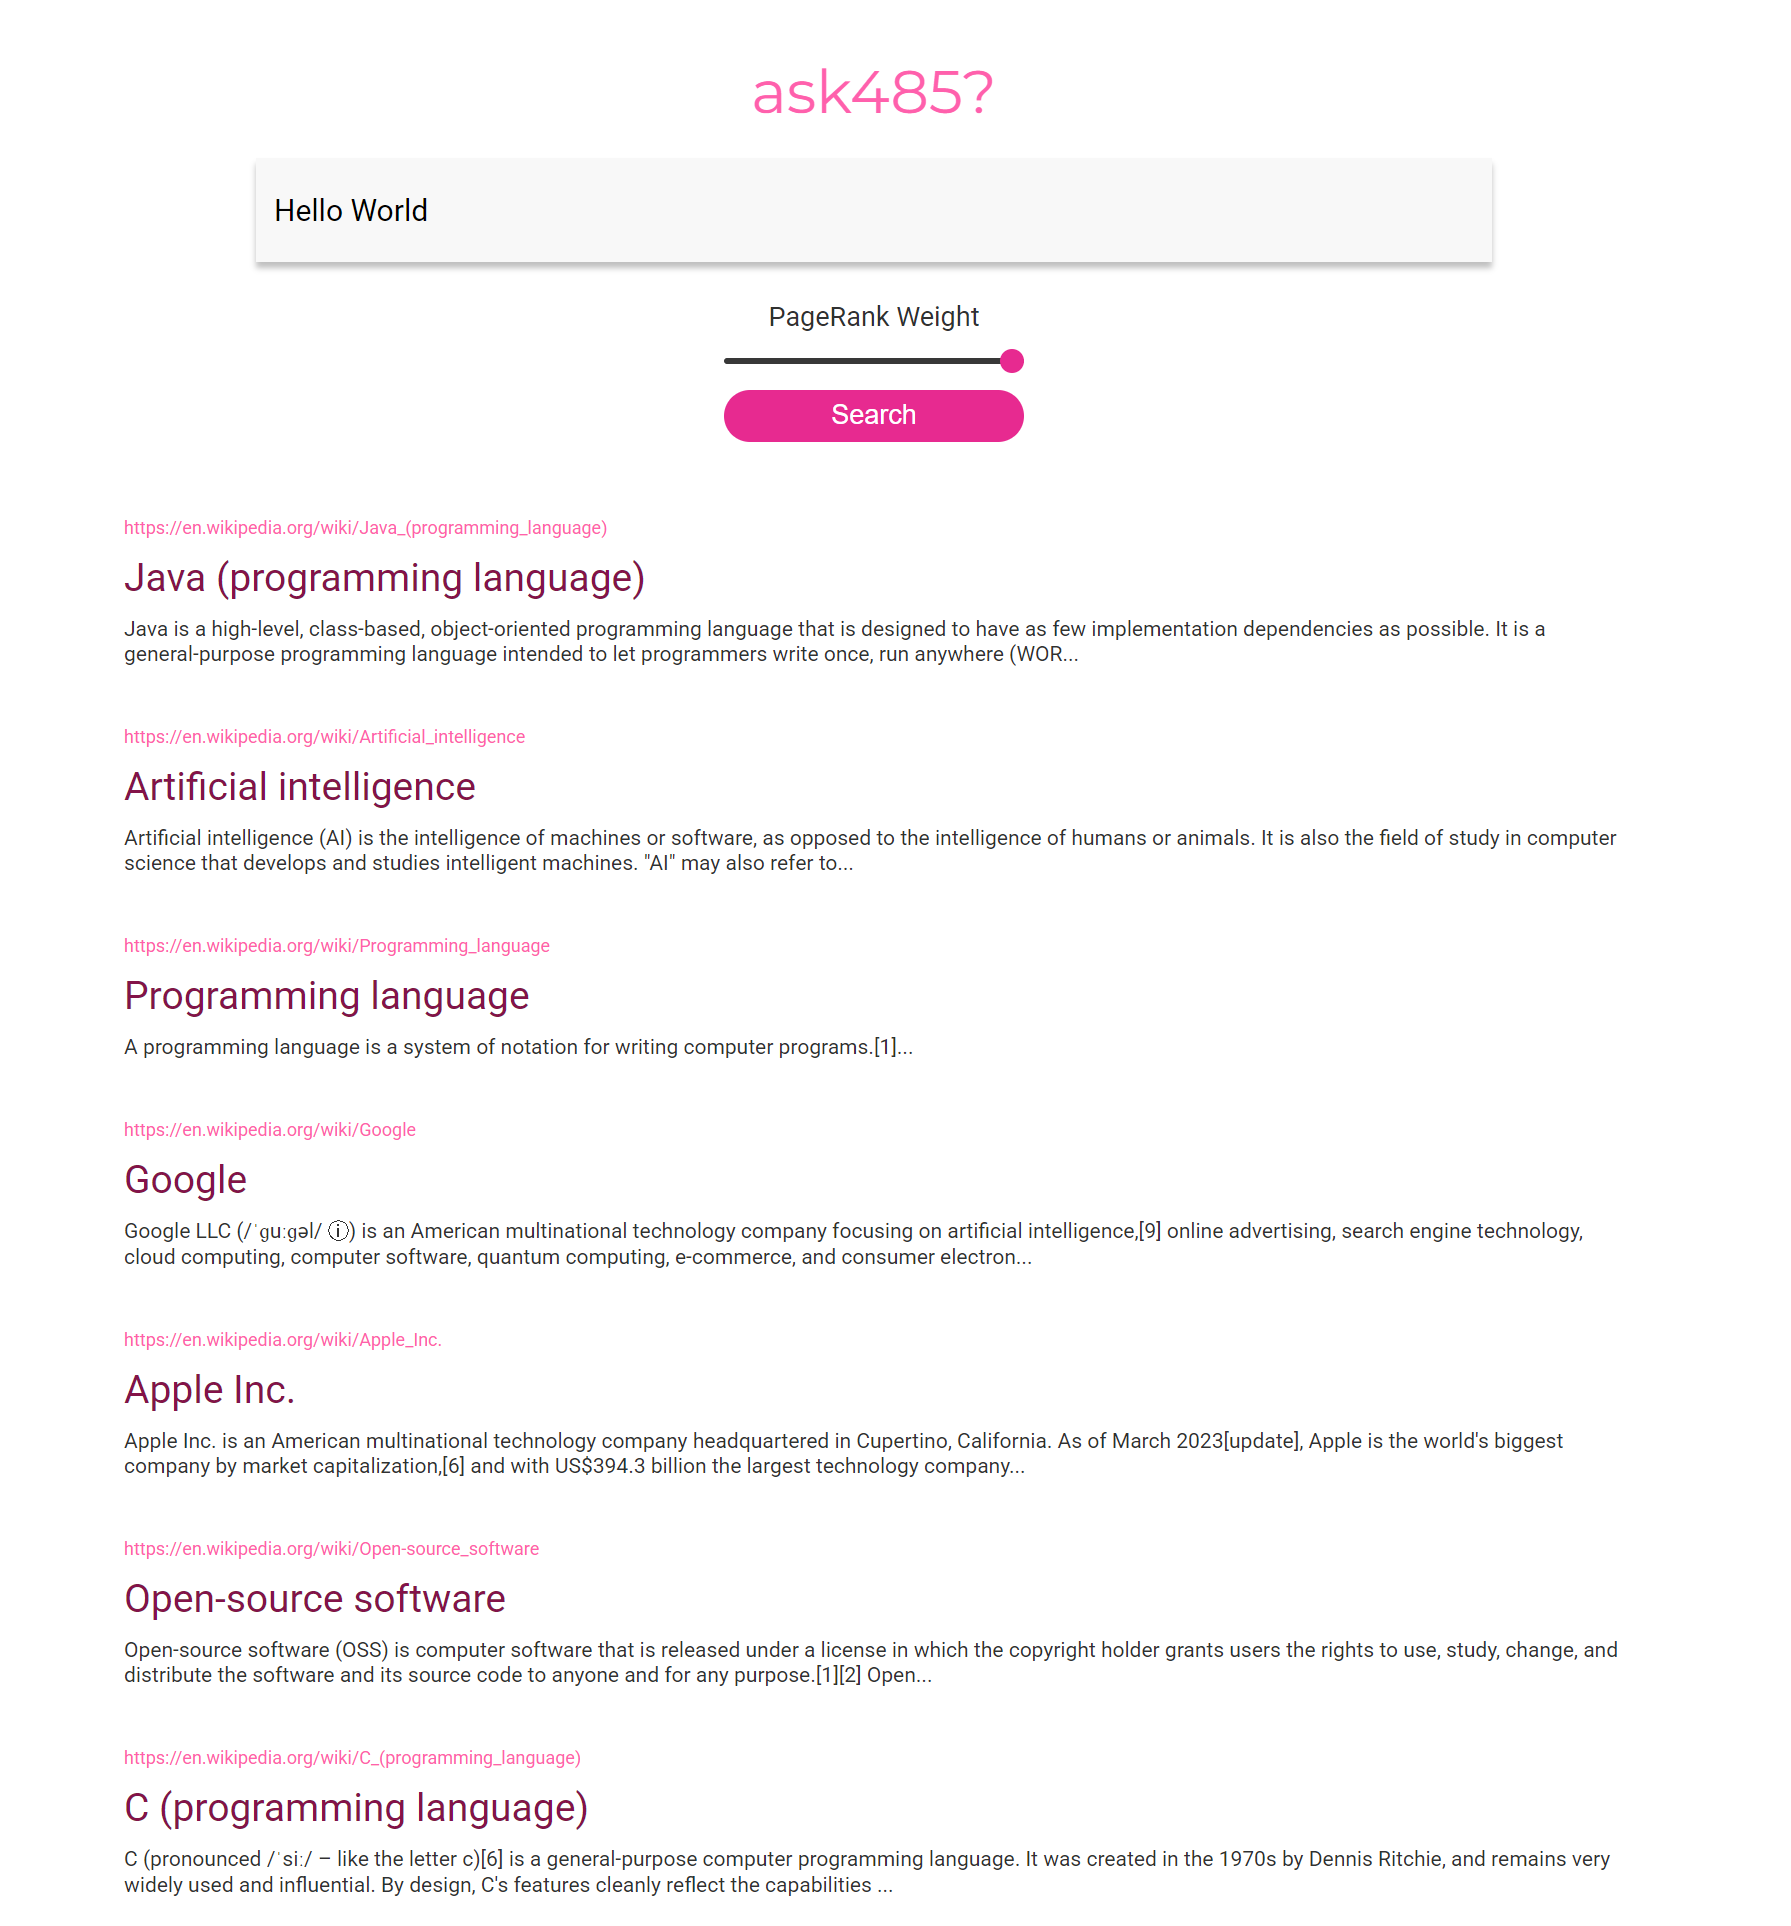 ask485?
Hello World
PageRank Weight
Search
https://en.wikipedia.org/wiki/Java_(programming_language)
Java (programming language)
Java is a high-level, class-based, object-oriented programming language that is designed to have as few implementation dependencies as possible. It is a
general-purpose programming language intended to let programmers write once, run anywhere (WOR...
https://en.wikipedia.org/wiki/Artificial_intelligence
Artificial intelligence
Artificial intelligence (AI) is the intelligence of machines or software, as opposed to the intelligence of humans or animals. It is also the field of study in computer
science that develops and studies intelligent machines. "AI" may also refer to...
https://en.wikipedia.org/wiki/Programming_language
Programming language
A programming language is a system of notation for writing computer programs.[1]...
https://en.wikipedia.org/wiki/Google
Google
Google LLC (/ˈɡuːɡəl/ ⓘ) is an American multinational technology company focusing on artificial intelligence,[9] online advertising, search engine technology,
cloud computing, computer software, quantum computing, e-commerce, and consumer electron...
https://en.wikipedia.org/wiki/Apple_Inc.
Apple Inc.
Apple Inc. is an American multinational technology company headquartered in Cupertino, California. As of March 2023[update], Apple is the world's biggest
company by market capitalization,[6] and with US$394.3 billion the largest technology company...
https://en.wikipedia.org/wiki/Open-source_software
Open-source software
Open-source software (OSS) is computer software that is released under a license in which the copyright holder grants users the rights to use, study, change, and
distribute the software and its source code to anyone and for any purpose.[1][2] Open...
https://en.wikipedia.org/wiki/C_(programming_language)
C (programming language)
C (pronounced /ˈsiː/ – like the letter c)[6] is a general-purpose computer programming language. It was created in the 1970s by Dennis Ritchie, and remains very
widely used and influential. By design, C's features cleanly reflect the capabilities ...